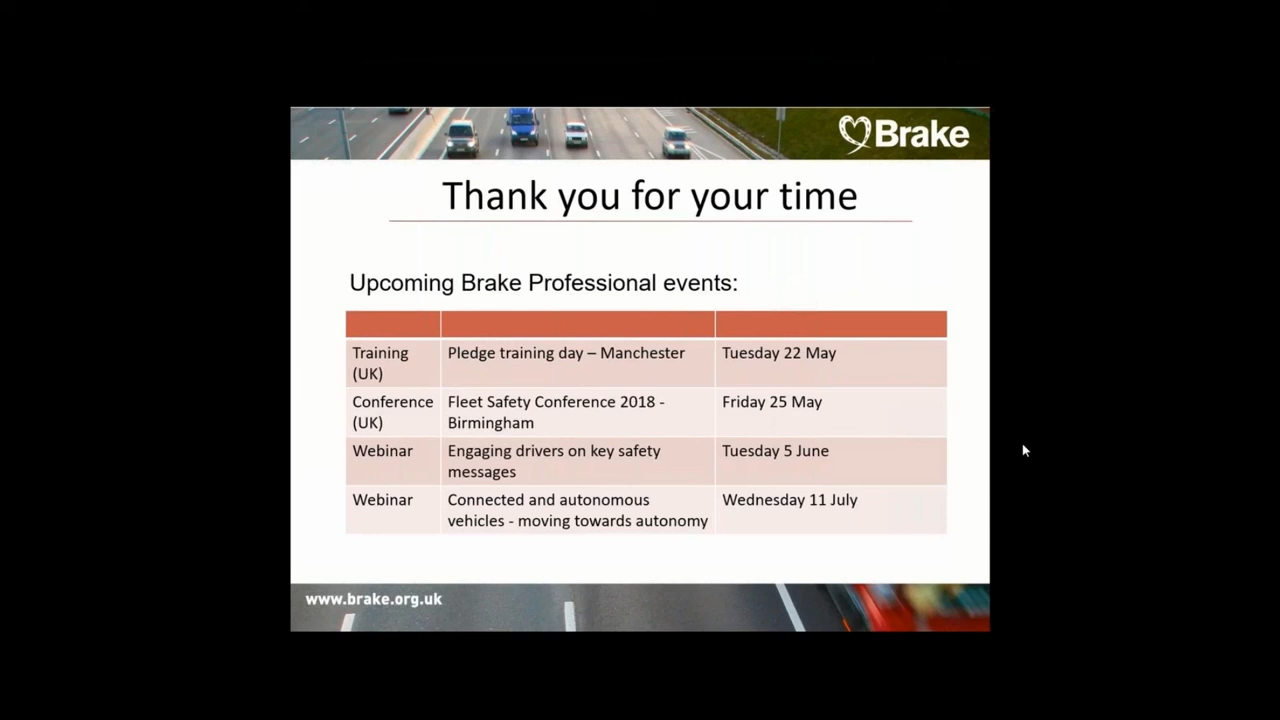 Brake
Thank you for your time
Upcoming Brake Professional events:
Training
(UK)
Pledge training day – Manchester
Tuesday 22 May
Conference
(UK)
Fleet Safety Conference 2018 -
Birmingham
Friday 25 May
Webinar
Engaging drivers on key safety
messages
Tuesday 5 June
Webinar
Connected and autonomous
vehicles - moving towards autonomy
Wednesday 11 July
www.brake.org.uk